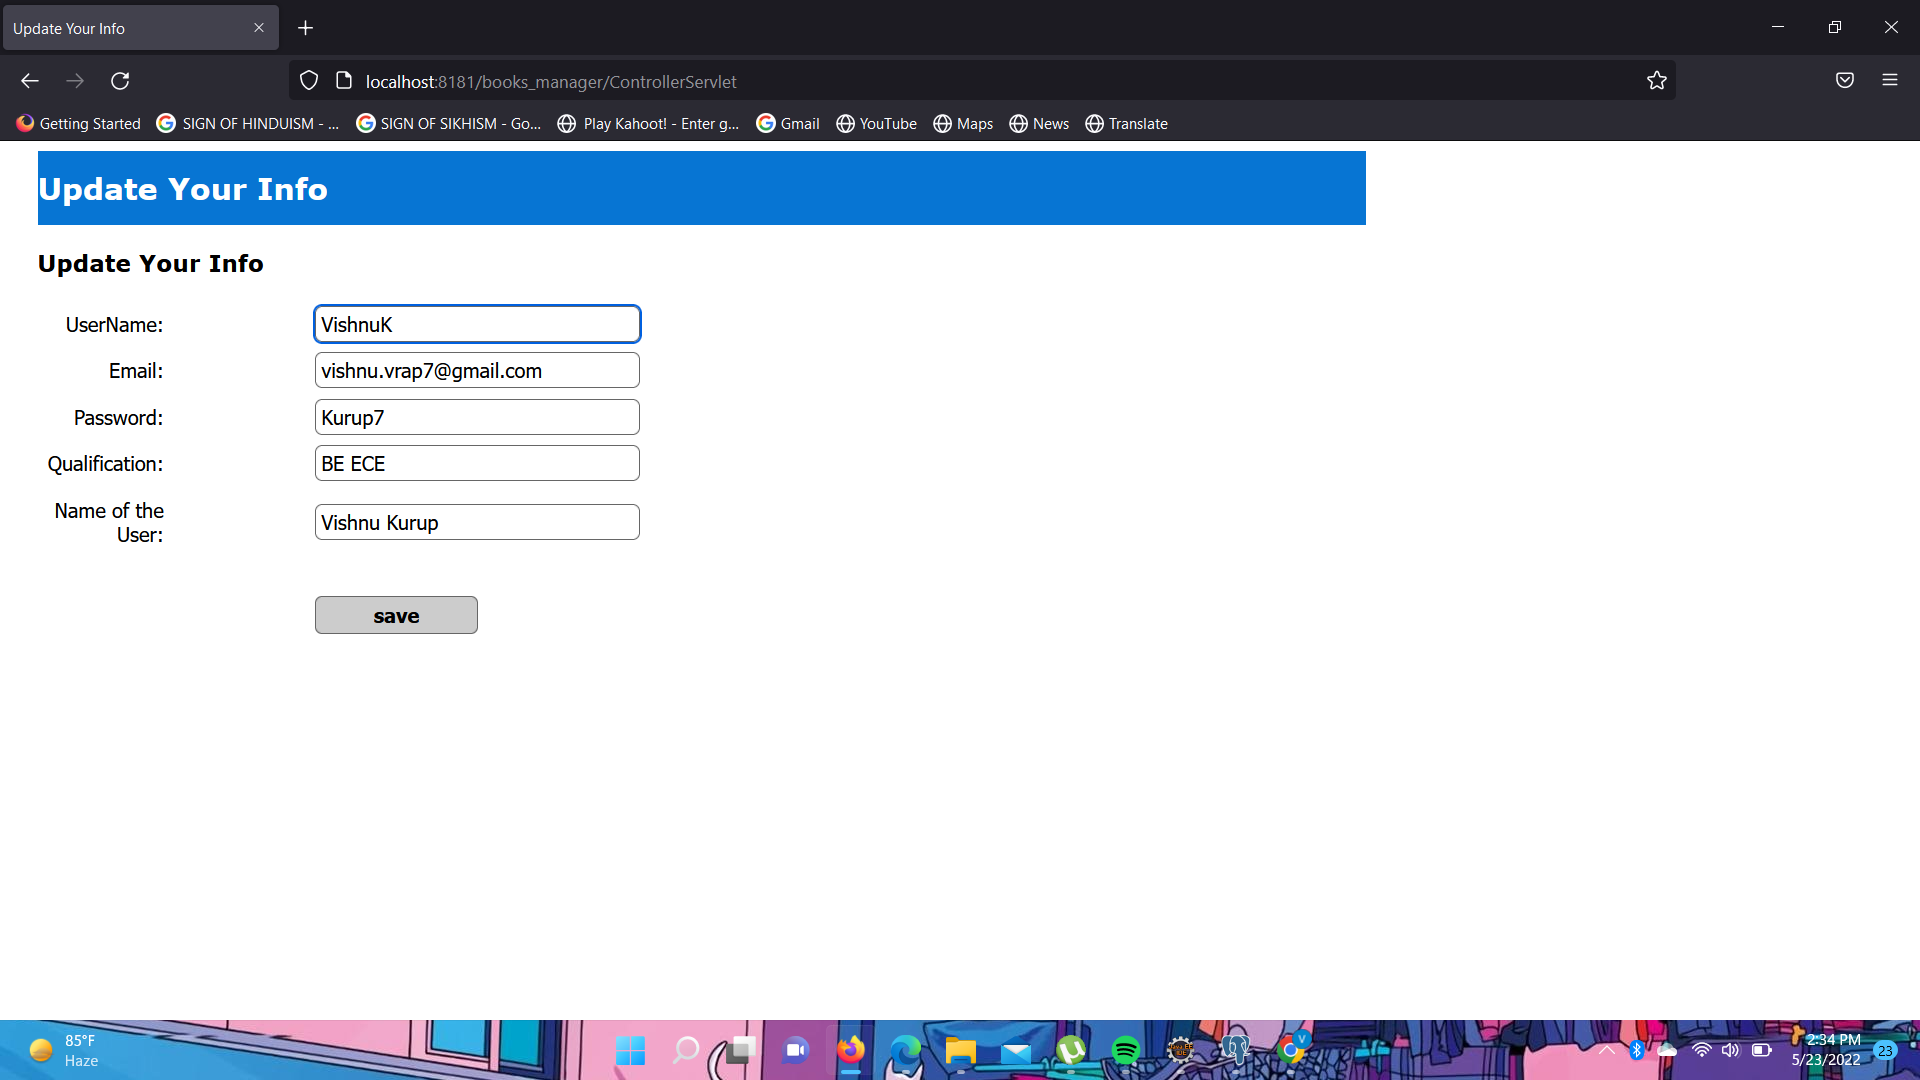 Update Your Info
localhost:8181/books_manager/ControllerServlet
Getting Started SIGN OF HINDUISM - ... SIGN OF SIKHISM - Go... Play Kahoot! - Enter g... Gmail YouTube Maps News Translate
Update Your Info
Update Your Info
UserName: VishnuK
Email: vishnu.vrap7@gmail.com
Password: Kurup7
Qualification: BE ECE
Name of the
User:
Vishnu Kurup
save
85°F
Haze
V
2:34 PM
5/23/2022
23